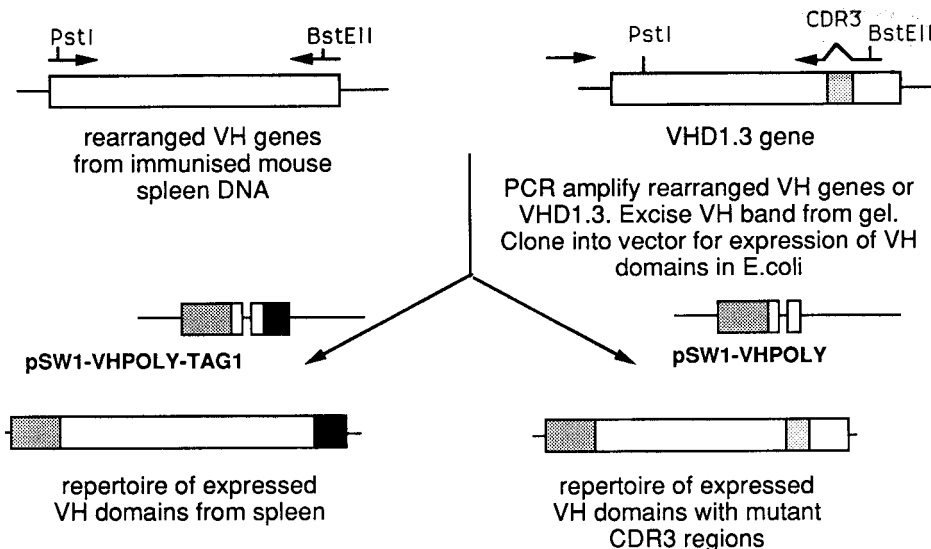 PstI
BstEII
rearranged VH genes
from immunised mouse
spleen DNA
PstI
CDR3
BstEII
VHD1.3 gene
PCR amplify rearranged VH genes or
VHD1.3. Excise VH band from gel.
Clone into vector for expression of VH
domains in E.coli
pSW1-VHPOLY-TAG1
pSW1-VHPOLY
repertoire of expressed
VH domains from spleen
repertoire of expressed
VH domains with mutant
CDR3 regions